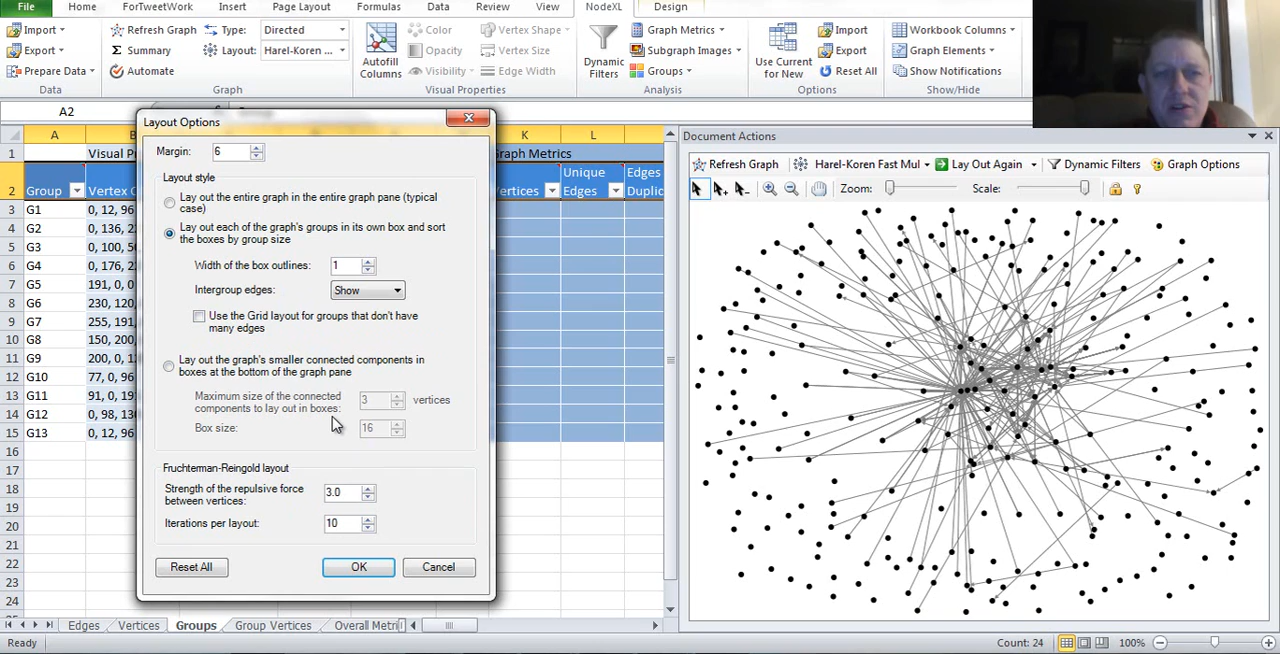 File Home ForTweetWork Insert Page Layout Formulas Data Review View NodeXL Design
Import Refresh Graph Type: Directed Color Vertex Shape Graph Metrics Import Workbook Columns
Export Summary Layout: Harel-Koren ... Opacity Vertex Size Subgraph Images Export Graph Elements
Prepare Data Automate Autofill Columns Visibility Edge Width Dynamic Filters Groups Use Current for New Reset All Show Notifications
Data Graph Visual Properties Analysis Options Show/Hide
A2
Layout Options
Document Actions
Margin: 6
Refresh Graph Harel-Koren Fast Mul Lay Out Again Dynamic Filters Graph Options
Zoom: Scale:
A B K L
1 Visual P Graph Metrics
2 Group Vertex C Vertices Unique Edges Edges Duplic
3 G1 0, 12, 96
4 G2 0, 136, 2
5 G3 0, 100, 50
6 G4 0, 176, 2
7 G5 191, 0, 0
8 G6 230, 120,
9 G7 255, 191,
10 G8 150, 200,
11 G9 200, 0, 1
12 G10 77, 0, 96
13 G11 91, 0, 19
14 G12 0, 98, 130
15 G13 0, 12, 96
16
17
18
19
20
21
22
23
24
Layout style
Lay out the entire graph in the entire graph pane (typical
case)
Lay out each of the graph's groups in its own box and sort
the boxes by group size
Width of the box outlines: 1
Intergroup edges: Show
Use the Grid layout for groups that don't have
many edges
Lay out the graph's smaller connected components in
boxes at the bottom of the graph pane
Maximum size of the connected
components to lay out in boxes: 3 vertices
Box size: 16
Fruchterman-Reingold layout
Strength of the repulsive force
between vertices: 3.0
Iterations per layout: 10
Reset All OK Cancel
Edges Vertices Groups Group Vertices Overall Metri
Ready Count: 24 100%